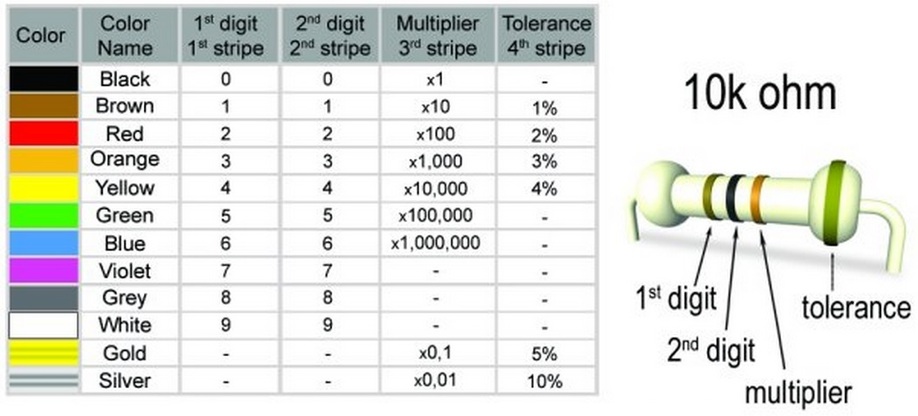 Color Color Name 1st digit 1st stripe 2nd digit 2nd stripe Multiplier 3rd stripe Tolerance 4th stripe
Black 0 0 x1 -
Brown 1 1 x10 1%
Red 2 2 x100 2%
Orange 3 3 x1,000 3%
Yellow 4 4 x10,000 4%
Green 5 5 x100,000 -
Blue 6 6 x1,000,000 -
Violet 7 7 - -
Grey 8 8 - -
White 9 9 - -
Gold - - x0,1 5%
Silver - - x0,01 10%
10k ohm
1st digit
2nd digit
multiplier
tolerance